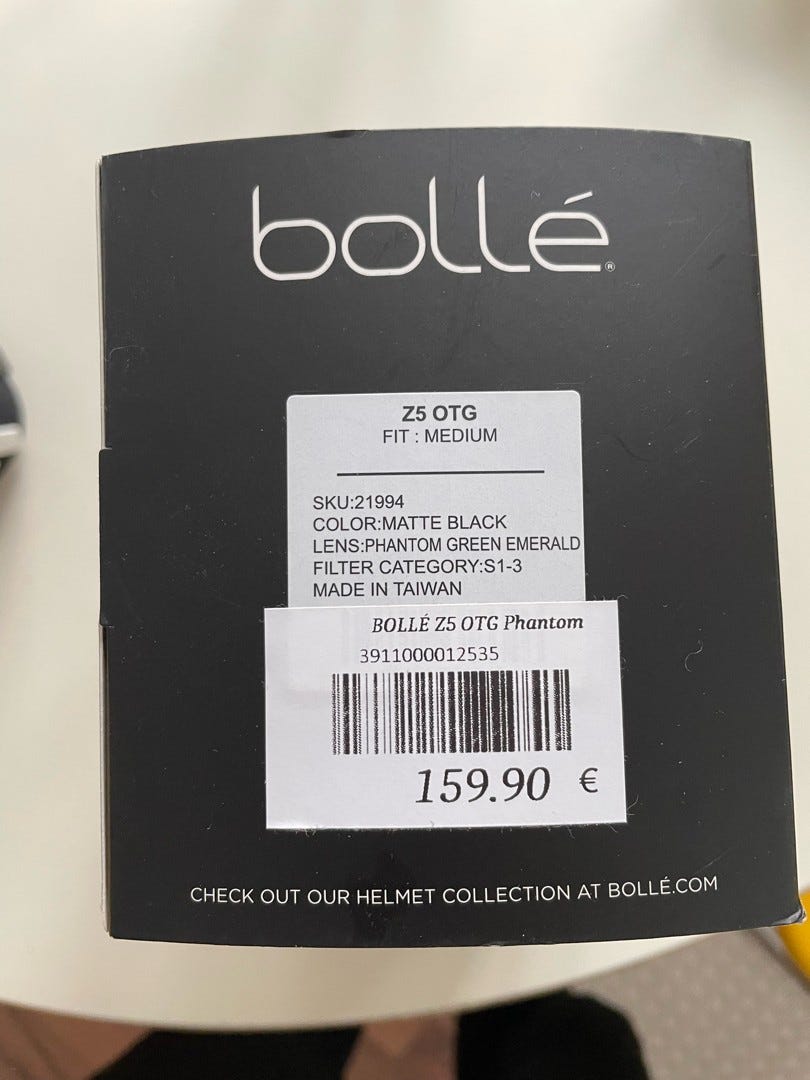 bollé®
Z5 OTG
FIT : MEDIUM
SKU:21994
COLOR:MATTE BLACK
LENS:PHANTOM GREEN EMERALD
FILTER CATEGORY:S1-3
MADE IN TAIWAN
BOLLÉ Z5 OTG Phantom
3911000012535
159.90 €
CHECK OUT OUR HELMET COLLECTION AT BOLLÉ.COM